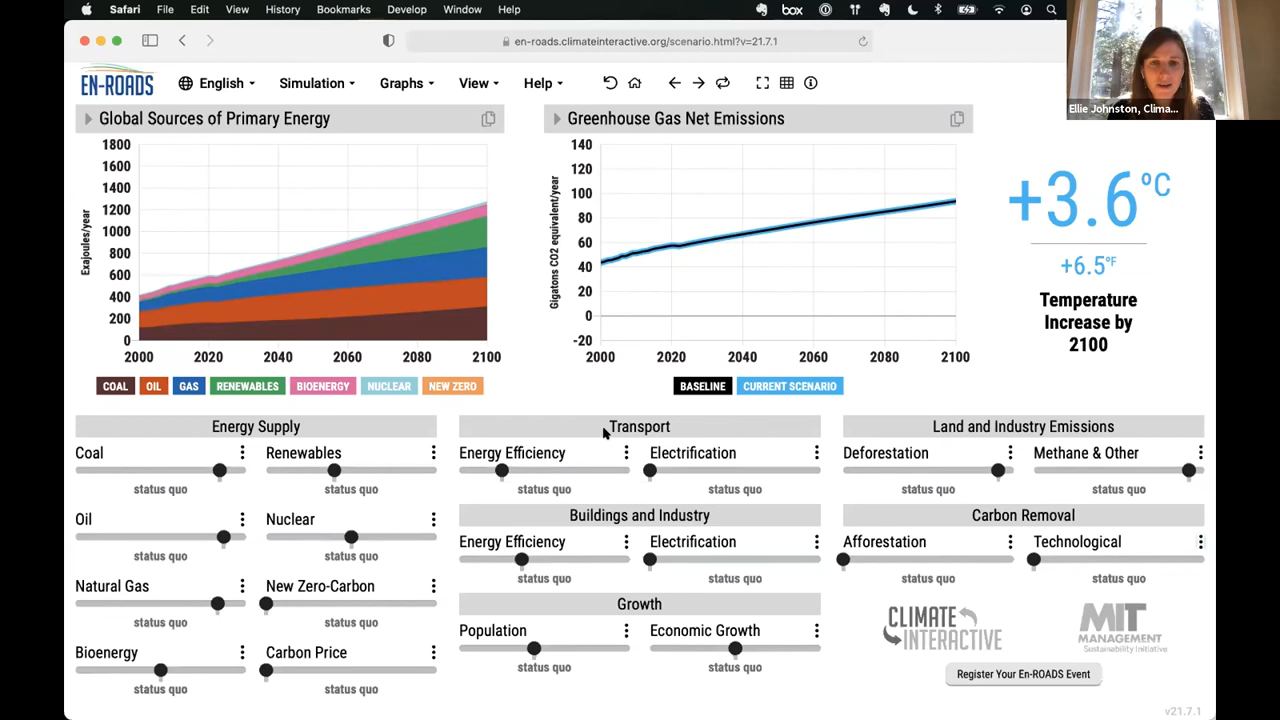 Safari File Edit View History Bookmarks Develop Window Help
box
en-roads.climateinteractive.org/scenario.html?v=21.7.1
EN-ROADS
English Simulation Graphs View Help
Ellie Johnston, Clima...
Global Sources of Primary Energy
Exajoules/year
1800
1600
1400
1200
1000
800
600
400
200
0
2000 2020 2040 2060 2080 2100
COAL OIL GAS RENEWABLES BIOENERGY NUCLEAR NEW ZERO
Greenhouse Gas Net Emissions
Gigatons CO2 equivalent/year
140
120
100
80
60
40
20
0
-20
2000 2020 2040 2060 2080 2100
BASELINE CURRENT SCENARIO
+3.6°C
+6.5°F
Temperature
Increase by
2100
Energy Supply
Coal Renewables
status quo status quo
Oil Nuclear
status quo status quo
Natural Gas New Zero-Carbon
status quo status quo
Bioenergy Carbon Price
status quo status quo
Transport
Energy Efficiency Electrification
status quo status quo
Buildings and Industry
Energy Efficiency Electrification
status quo status quo
Growth
Population Economic Growth
status quo status quo
Land and Industry Emissions
Deforestation Methane & Other
status quo status quo
Carbon Removal
Afforestation Technological
status quo status quo
CLIMATE
INTERACTIVE
MIT
MANAGEMENT
Sustainability Initiative
Register Your En-ROADS Event
v21.7.1